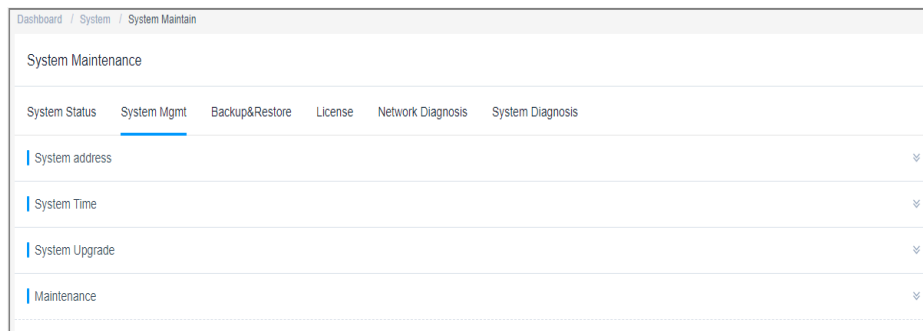 Dashboard / System / System Maintain
System Maintenance
System Status System Mgmt Backup&Restore License Network Diagnosis System Diagnosis
System address
System Time
System Upgrade
Maintenance